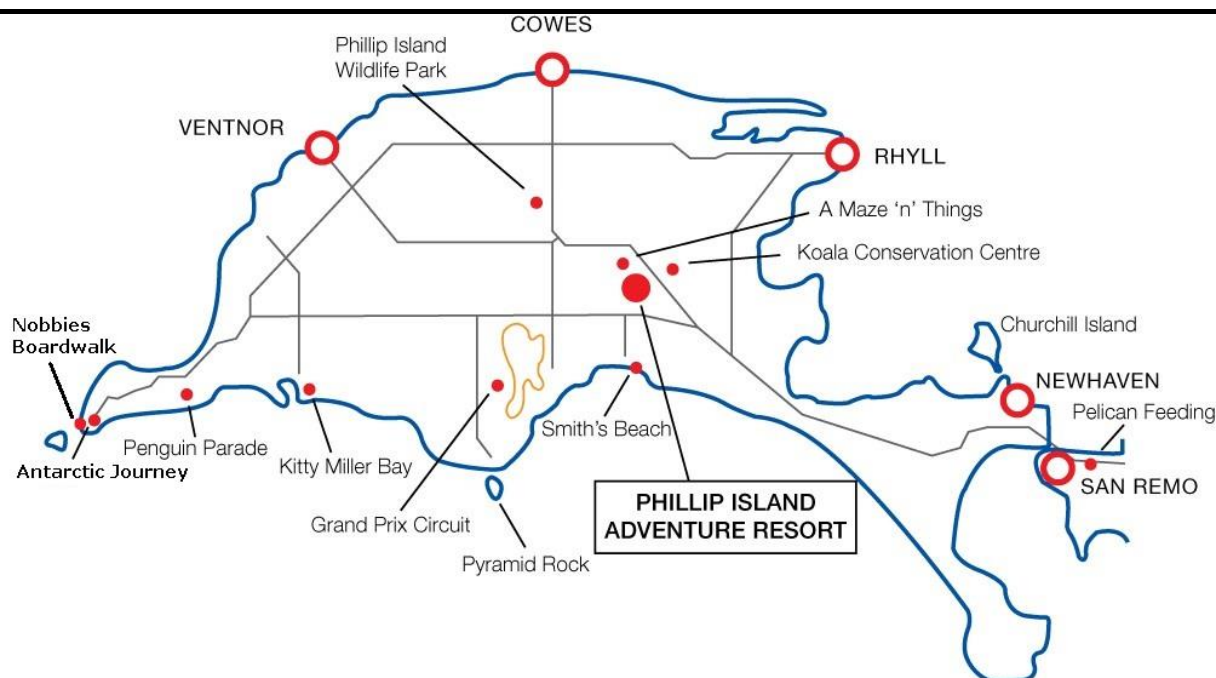 COWES
Phillip Island
Wildlife Park
VENTNOR
RHYLL
A Maze ‘n’ Things
Koala Conservation Centre
Nobbies
Boardwalk
Churchill Island
NEWHAVEN
Pelican Feeding
Smith's Beach
Penguin Parade
Kitty Miller Bay
Antarctic Journey
SAN REMO
PHILLIP ISLAND
ADVENTURE RESORT
Grand Prix Circuit
Pyramid Rock